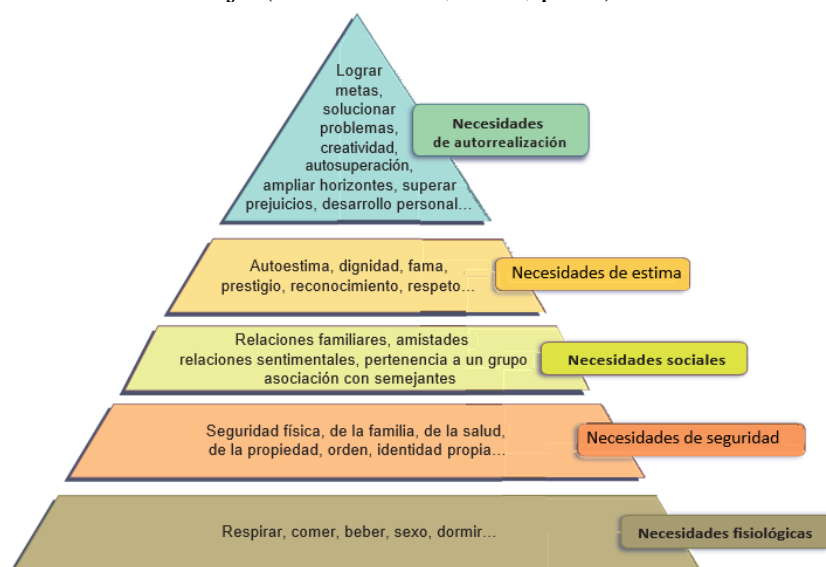 Lograr
metas,
solucionar
problemas,
creatividad,
autosuperación,
ampliar horizontes, superar
prejuicios, desarrollo personal...
Necesidades
de autorrealización
Autoestima, dignidad, fama,
prestigio, reconocimiento, respeto...
Necesidades de estima
Relaciones familiares, amistades
relaciones sentimentales, pertenencia a un grupo
asociación con semejantes
Necesidades sociales
Seguridad física, de la familia, de la salud,
de la propiedad, orden, identidad propia...
Necesidades de seguridad
Respirar, comer, beber, sexo, dormir...
Necesidades fisiológicas